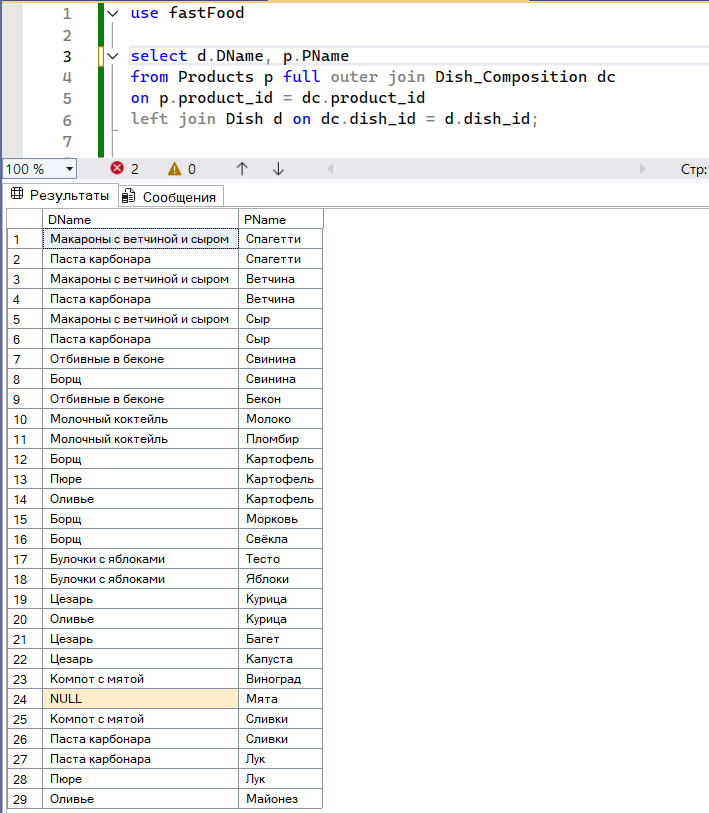 1 use fastFood
2
3 select d.DName, p.PName
4 from Products p full outer join Dish_Composition dc
5 on p.product_id = dc.product_id
6 left join Dish d on dc.dish_id = d.dish_id;
7
100 % 2 0 Стр:
Результаты Сообщения
DName PName
1 Макароны с ветчиной и сыром Спагетти
2 Паста карбонара Спагетти
3 Макароны с ветчиной и сыром Ветчина
4 Паста карбонара Ветчина
5 Макароны с ветчиной и сыром Сыр
6 Паста карбонара Сыр
7 Отбивные в беконе Свинина
8 Борщ Свинина
9 Отбивные в беконе Бекон
10 Молочный коктейль Молоко
11 Молочный коктейль Пломбир
12 Борщ Картофель
13 Пюре Картофель
14 Оливье Картофель
15 Борщ Морковь
16 Борщ Свёкла
17 Булочки с яблоками Тесто
18 Булочки с яблоками Яблоки
19 Цезарь Курица
20 Оливье Курица
21 Цезарь Багет
22 Цезарь Капуста
23 Компот с мятой Виноград
24 NULL Мята
25 Компот с мятой Сливки
26 Паста карбонара Сливки
27 Паста карбонара Лук
28 Пюре Лук
29 Оливье Майонез